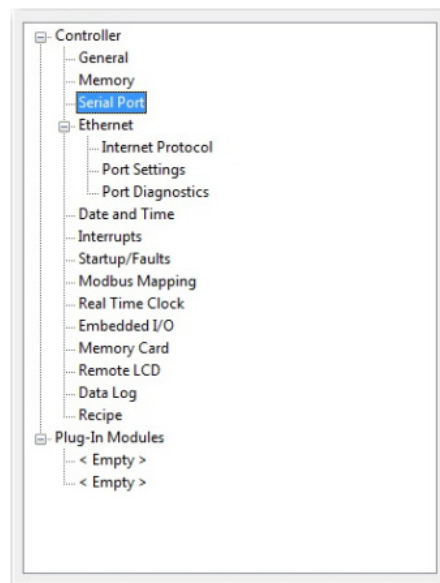 Controller
General
Memory
Serial Port
Ethernet
Internet Protocol
Port Settings
Port Diagnostics
Date and Time
Interrupts
Startup/Faults
Modbus Mapping
Real Time Clock
Embedded I/O
Memory Card
Remote LCD
Data Log
Recipe
Plug-In Modules
< Empty >
< Empty >